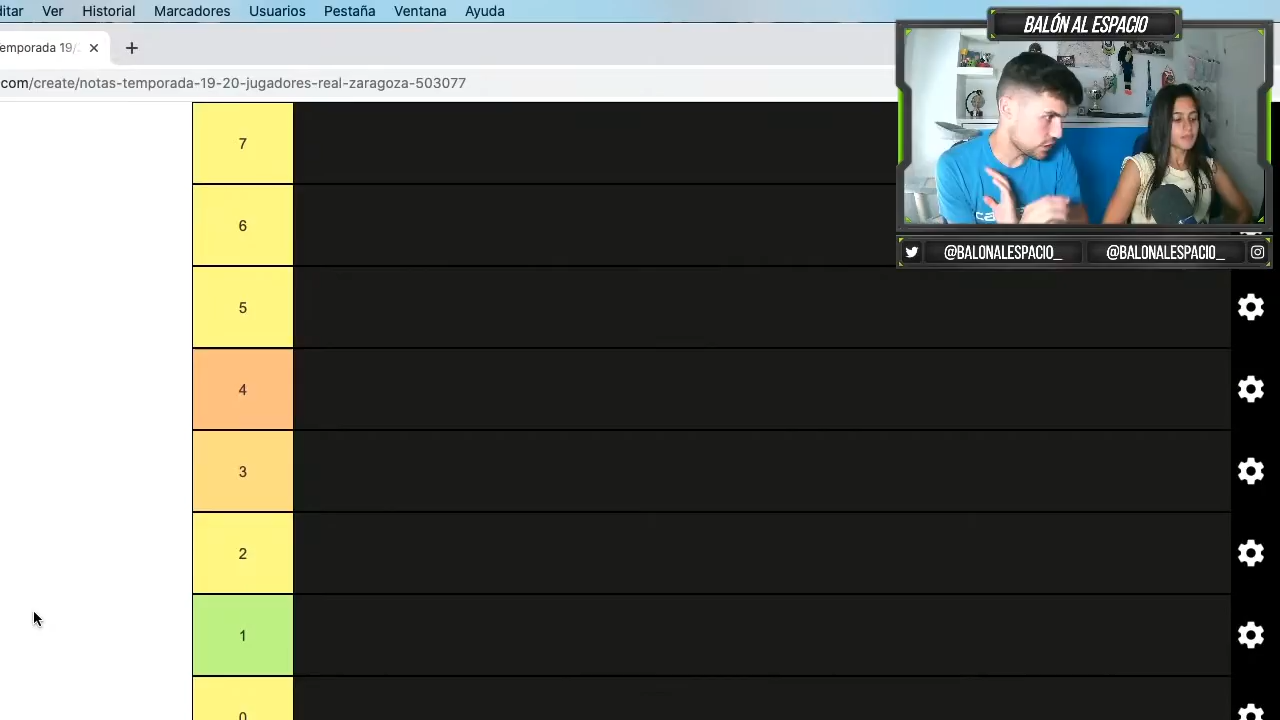 itar Ver Historial Marcadores Usuarios Pestaña Ventana Ayuda
BALÓN AL ESPACIO
emporada 19/
com/create/notas-temporada-19-20-jugadores-real-zaragoza-503077
7
6
@BALONALESPACIO_ @BALONALESPACIO_
5
4
3
2
1
0